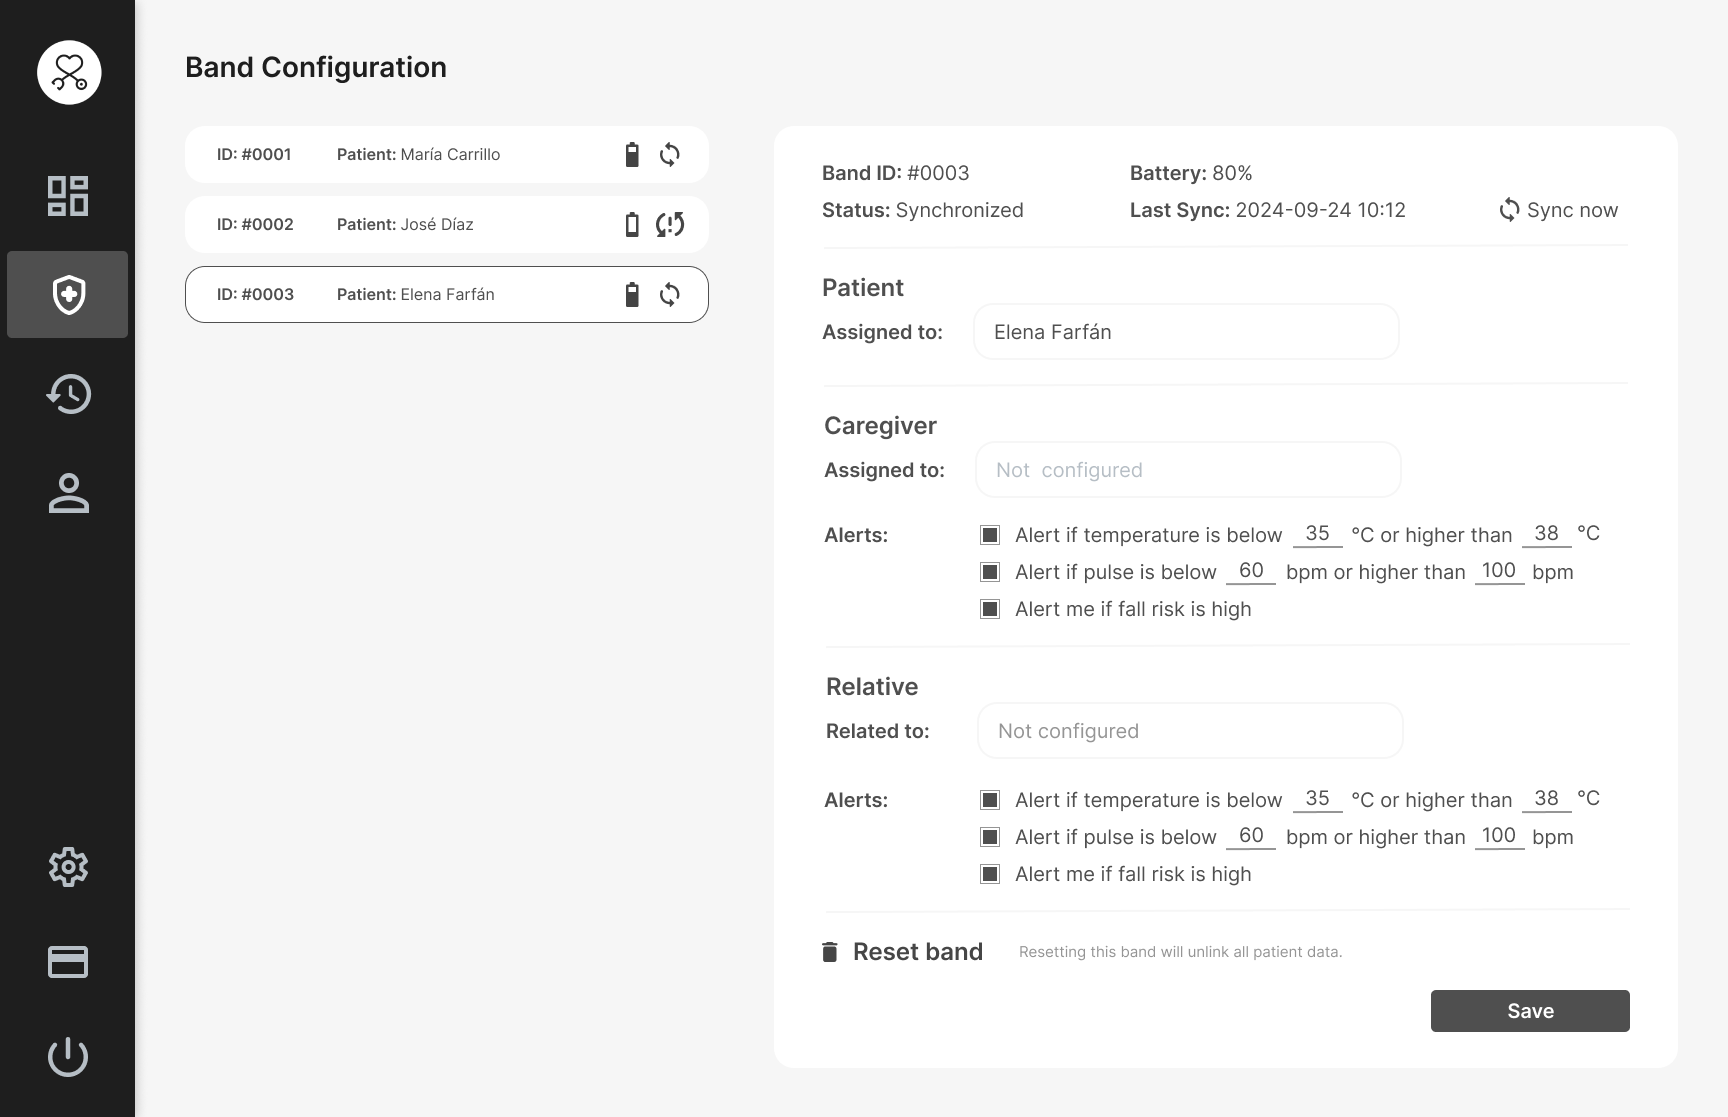 Band Configuration
ID: #0001 Patient: María Carrillo
ID: #0002 Patient: José Díaz
ID: #0003 Patient: Elena Farfán
Band ID: #0003 Battery: 80%
Status: Synchronized Last Sync: 2024-09-24 10:12 Sync now
Patient
Assigned to: Elena Farfán
Caregiver
Assigned to: Not configured
Alerts: Alert if temperature is below 35 °C or higher than 38 °C
Alert if pulse is below 60 bpm or higher than 100 bpm
Alert me if fall risk is high
Relative
Related to: Not configured
Alerts: Alert if temperature is below 35 °C or higher than 38 °C
Alert if pulse is below 60 bpm or higher than 100 bpm
Alert me if fall risk is high
Reset band Resetting this band will unlink all patient data.
Save